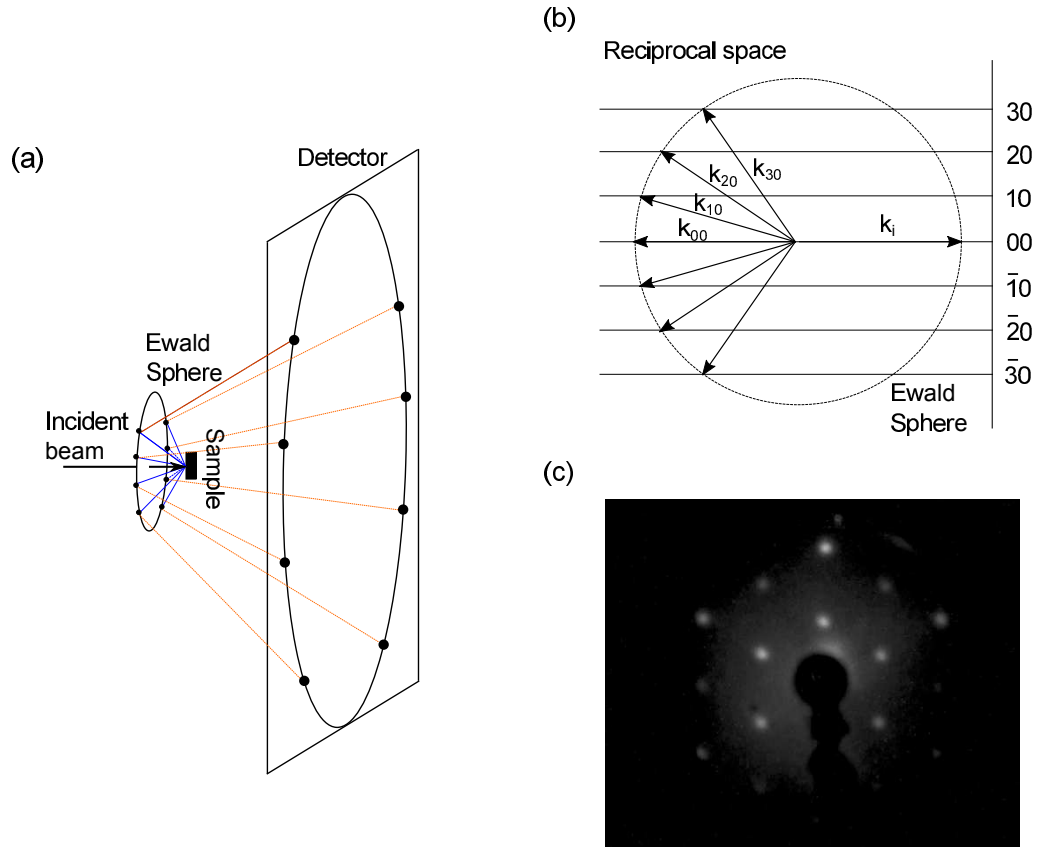 (a)
Detector
Ewald
Sphere
Incident
beam
Sample
(b)
Reciprocal space
30
20
10
00
1̅0
2̅0
3̅0
k₃₀
k₂₀
k₁₀
k₀₀
kᵢ
Ewald
Sphere
(c)